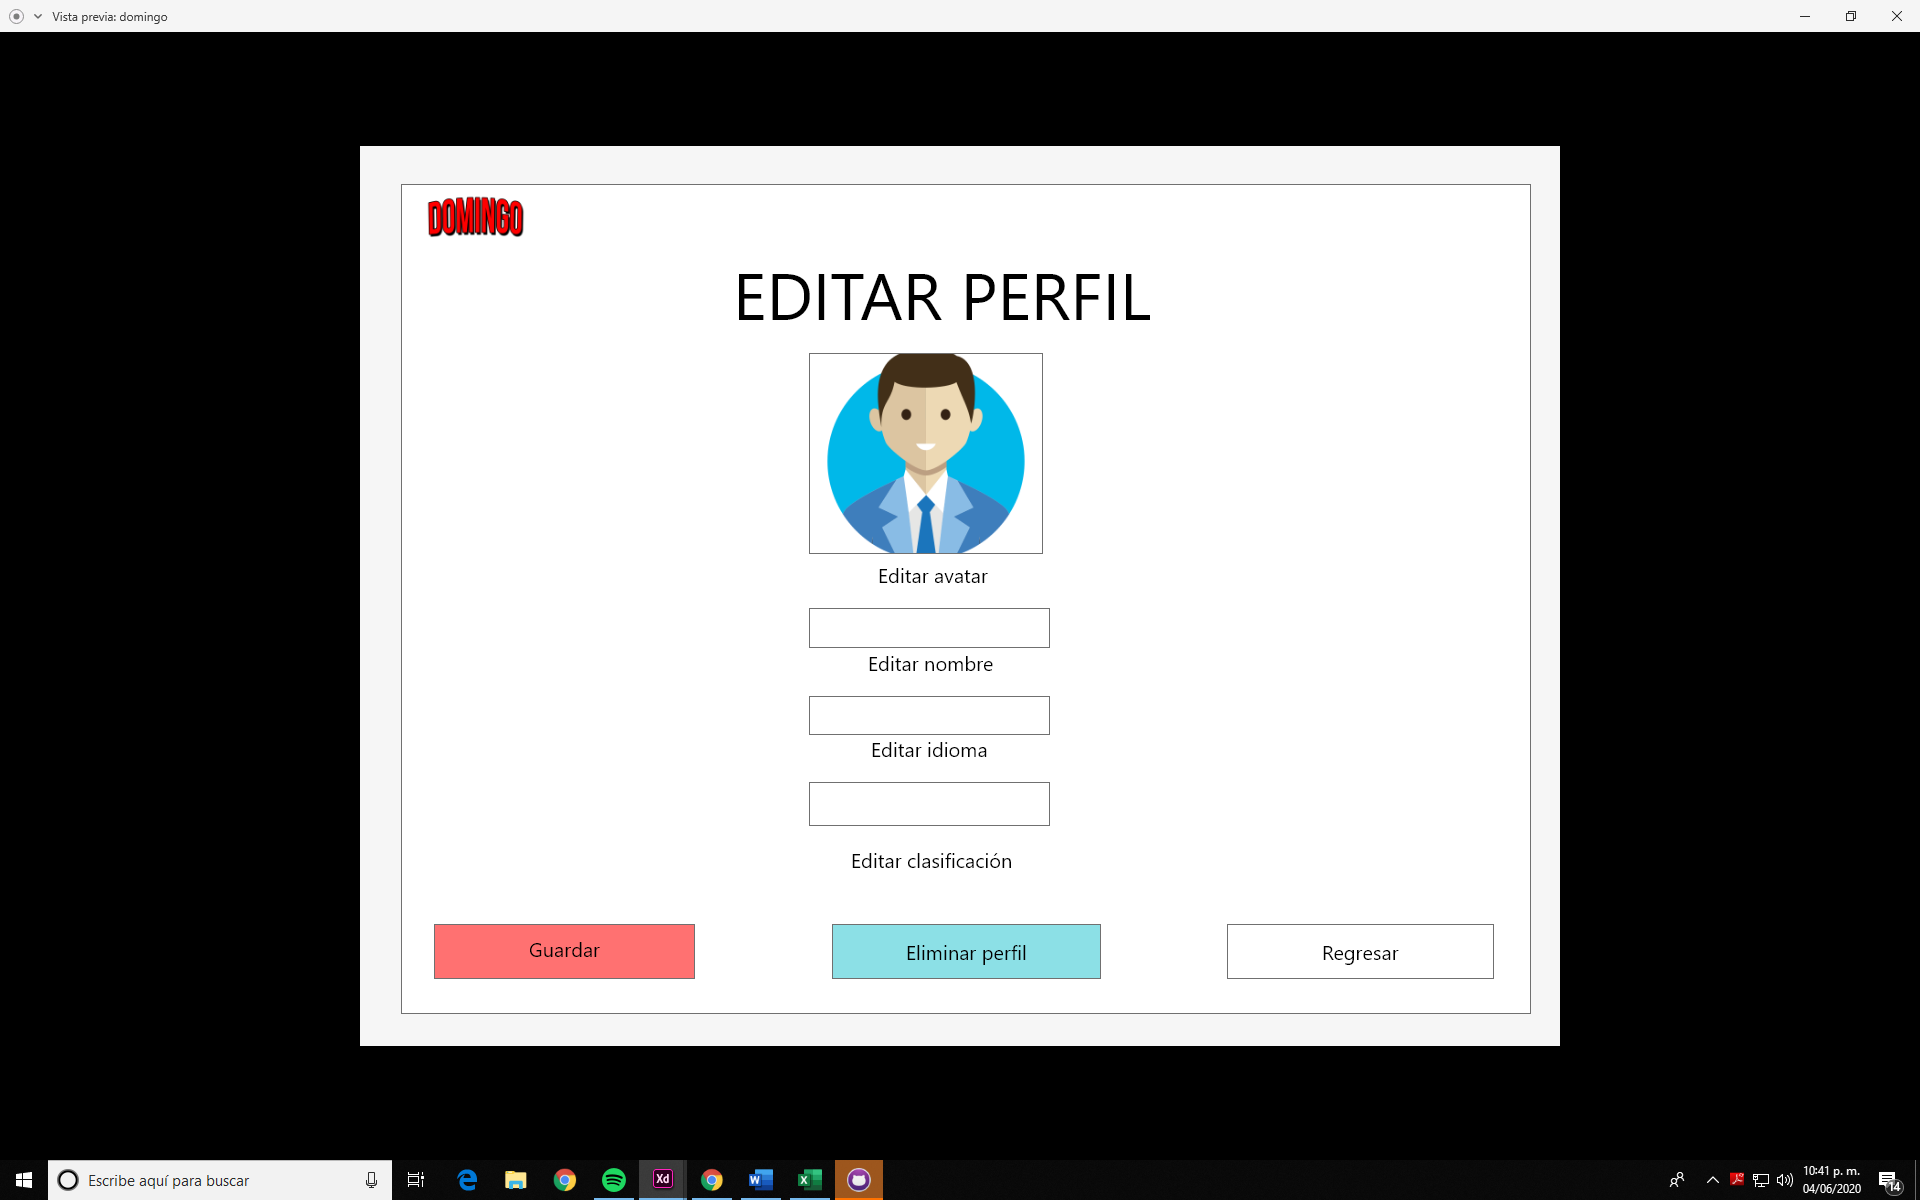 Vista previa: domingo
DOMINGO
EDITAR PERFIL
Editar avatar
Editar nombre
Editar idioma
Editar clasificación
Guardar
Eliminar perfil
Regresar
Escribe aquí para buscar
Xd
10:41 p. m.
04/06/2020
14